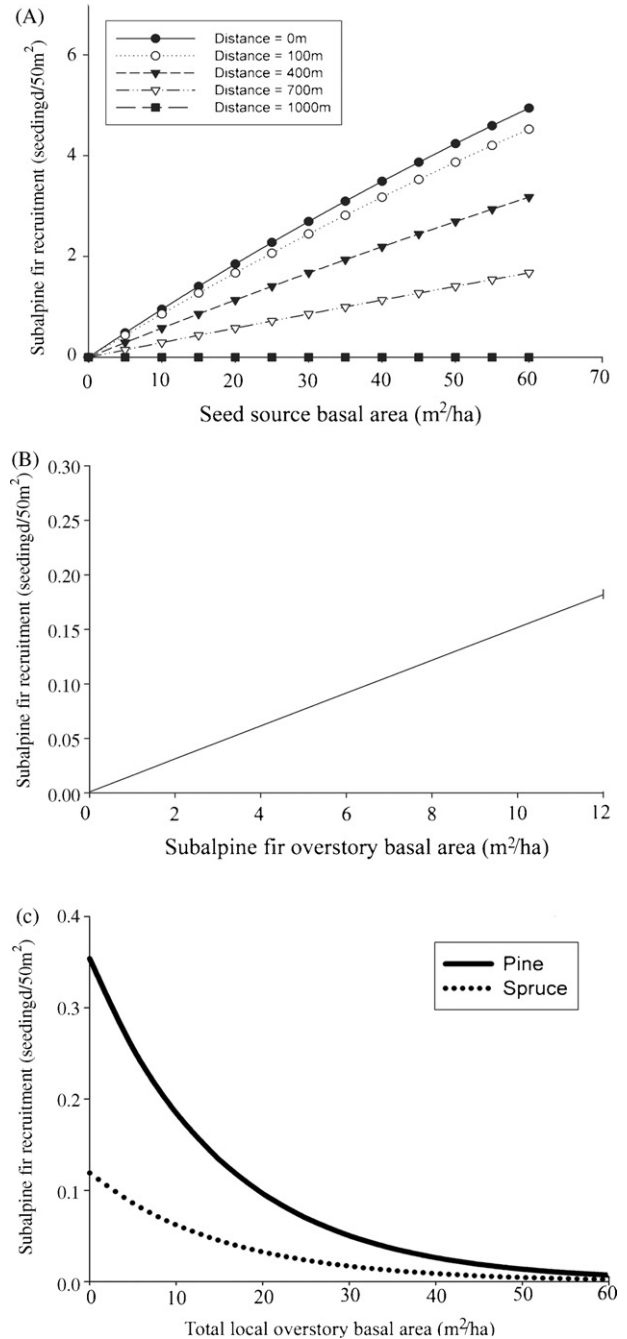 (A)
Distance = 0m
Distance = 100m
Distance = 400m
Distance = 700m
Distance = 1000m
Subalpine fir recruitment (seedingd/50m²)
6
4
2
0
0 10 20 30 40 50 60 70
Seed source basal area (m²/ha)
(B)
Subalpine fir recruitment (seedingd/50m²)
0.30
0.25
0.20
0.15
0.10
0.05
0.00
0 2 4 6 8 10 12
Subalpine fir overstory basal area (m²/ha)
(c)
Subalpine fir recruitment (seedingd/50m²)
0.4
0.3
0.2
0.1
0.0
Pine
Spruce
0 10 20 30 40 50 60
Total local overstory basal area (m²/ha)